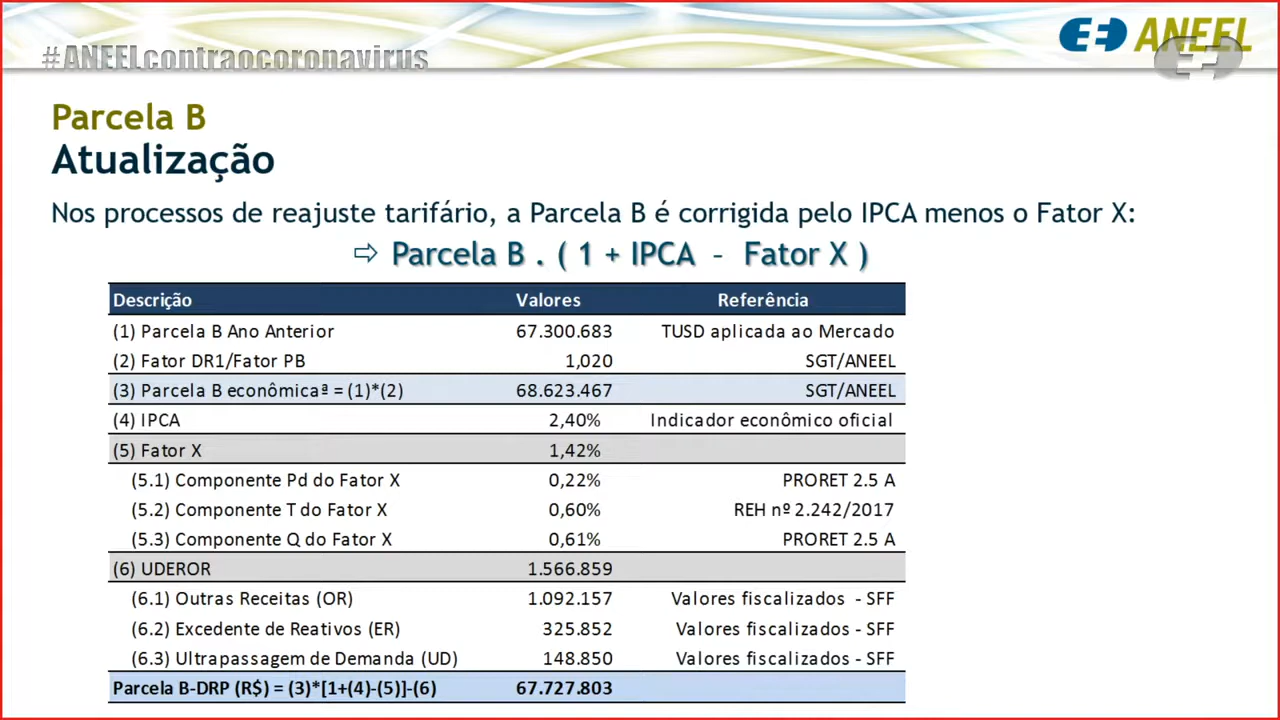 #ANEELcontraocoronavirus
ANEEL
Parcela B
Atualização
Nos processos de reajuste tarifário, a Parcela B é corrigida pelo IPCA menos o Fator X:
⇨ Parcela B . ( 1 + IPCA – Fator X )
Descrição Valores Referência
(1) Parcela B Ano Anterior 67.300.683 TUSD aplicada ao Mercado
(2) Fator DR1/Fator PB 1,020 SGT/ANEEL
(3) Parcela B econômicaª = (1)*(2) 68.623.467 SGT/ANEEL
(4) IPCA 2,40% Indicador econômico oficial
(5) Fator X 1,42%
(5.1) Componente Pd do Fator X 0,22% PRORET 2.5 A
(5.2) Componente T do Fator X 0,60% REH nº 2.242/2017
(5.3) Componente Q do Fator X 0,61% PRORET 2.5 A
(6) UDEROR 1.566.859
(6.1) Outras Receitas (OR) 1.092.157 Valores fiscalizados - SFF
(6.2) Excedente de Reativos (ER) 325.852 Valores fiscalizados - SFF
(6.3) Ultrapassagem de Demanda (UD) 148.850 Valores fiscalizados - SFF
Parcela B-DRP (R$) = (3)*[1+(4)-(5)]-(6) 67.727.803